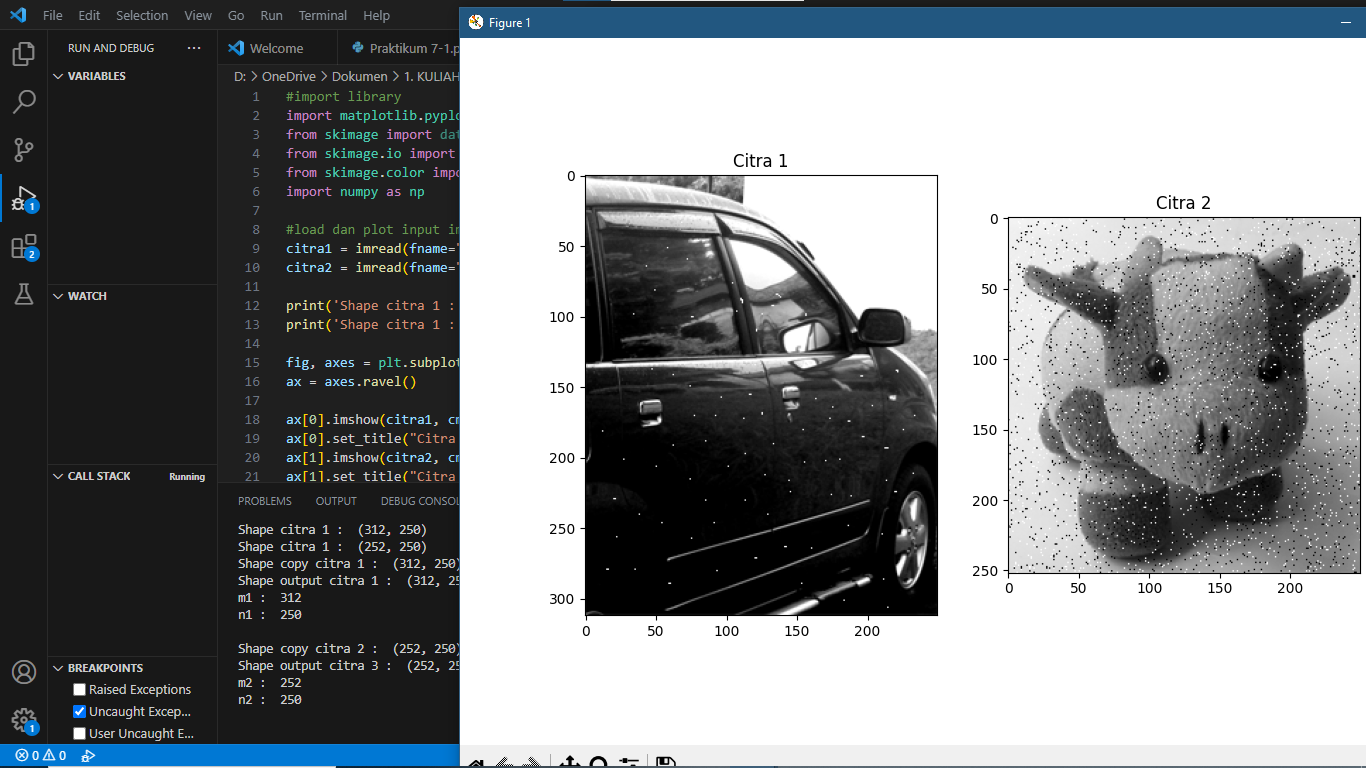 File Edit Selection View Go Run Terminal Help
Figure 1
RUN AND DEBUG ···
Welcome
Praktikum 7-1.p
VARIABLES
D: > OneDrive > Dokumen > 1. KULIAH
1 #import library
2 import matplotlib.pyplo
3 from skimage import dat
4 from skimage.io import
5 from skimage.color impo
6 import numpy as np
7
8 #load dan plot input im
9 citra1 = imread(fname="
10 citra2 = imread(fname="
11
12 print('Shape citra 1 :
13 print('Shape citra 1 :
14
15 fig, axes = plt.subplot
16 ax = axes.ravel()
17
18 ax[0].imshow(citra1, cm
19 ax[0].set_title("Citra
20 ax[1].imshow(citra2, cm
21 ax[1].set_title("Citra
WATCH
CALL STACK Running
PROBLEMS OUTPUT DEBUG CONSOL
Shape citra 1 : (312, 250)
Shape citra 1 : (252, 250)
Shape copy citra 1 : (312, 250)
Shape output citra 1 : (312, 25
m1 : 312
n1 : 250
Shape copy citra 2 : (252, 250)
Shape output citra 3 : (252, 25
m2 : 252
n2 : 250
BREAKPOINTS
Raised Exceptions
Uncaught Excep...
User Uncaught E...
1
2
1
0 0
Citra 1
0
50
100
150
200
250
300
0 50 100 150 200
Citra 2
0
50
100
150
200
250
0 50 100 150 200